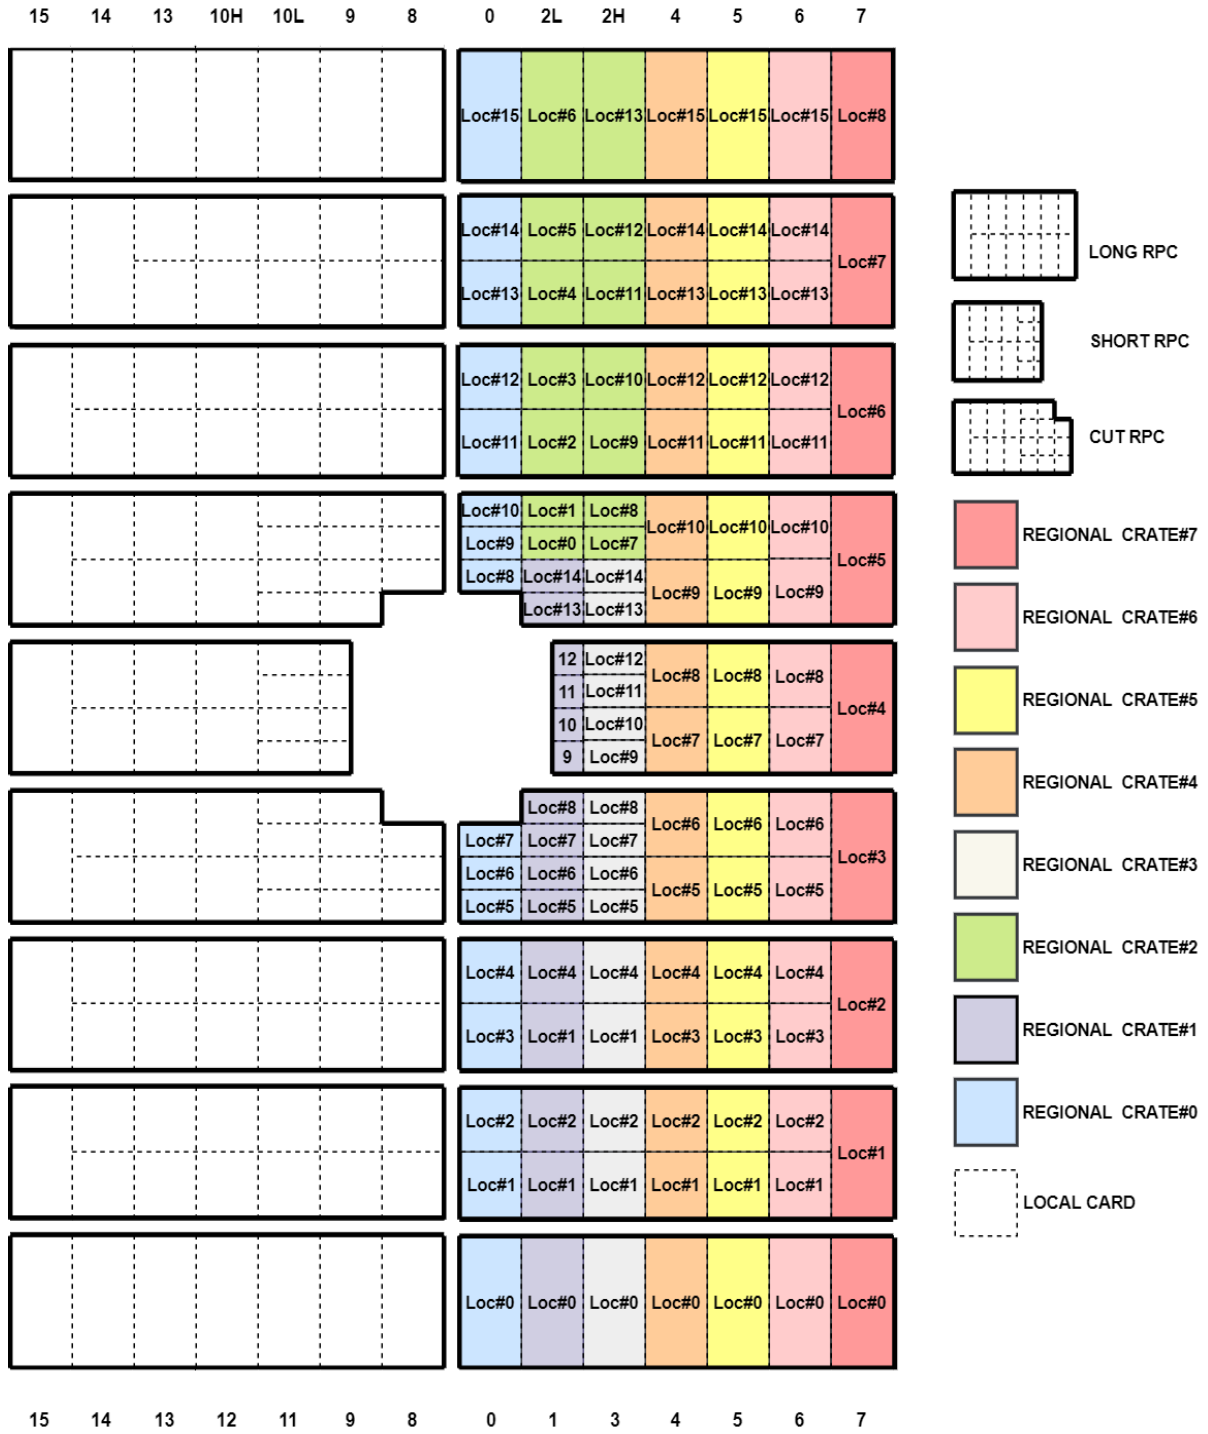 15 14 13 10H 10L 9 8 0 2L 2H 4 5 6 7
Loc#15 Loc#6 Loc#13 Loc#15 Loc#15 Loc#15 Loc#8
Loc#14 Loc#5 Loc#12 Loc#14 Loc#14 Loc#14
Loc#7
Loc#13 Loc#4 Loc#11 Loc#13 Loc#13 Loc#13
Loc#12 Loc#3 Loc#10 Loc#12 Loc#12 Loc#12
Loc#6
Loc#11 Loc#2 Loc#9 Loc#11 Loc#11 Loc#11
Loc#10 Loc#1 Loc#8
Loc#10 Loc#10 Loc#10
Loc#9 Loc#0 Loc#7
Loc#5
Loc#8 Loc#14 Loc#14
Loc#9 Loc#9 Loc#9
Loc#13 Loc#13
12 Loc#12
Loc#8 Loc#8 Loc#8
11 Loc#11
Loc#4
10 Loc#10
Loc#7 Loc#7 Loc#7
9 Loc#9
Loc#8 Loc#8
Loc#6 Loc#6 Loc#6
Loc#7 Loc#7 Loc#7
Loc#3
Loc#6 Loc#6 Loc#6
Loc#5 Loc#5 Loc#5
Loc#5 Loc#5 Loc#5
Loc#4 Loc#4 Loc#4 Loc#4 Loc#4 Loc#4
Loc#2
Loc#3 Loc#1 Loc#1 Loc#3 Loc#3 Loc#3
Loc#2 Loc#2 Loc#2 Loc#2 Loc#2 Loc#2
Loc#1
Loc#1 Loc#1 Loc#1 Loc#1 Loc#1 Loc#1
Loc#0 Loc#0 Loc#0 Loc#0 Loc#0 Loc#0 Loc#0
15 14 13 12 11 9 8 0 1 3 4 5 6 7
LONG RPC
SHORT RPC
CUT RPC
REGIONAL CRATE#7
REGIONAL CRATE#6
REGIONAL CRATE#5
REGIONAL CRATE#4
REGIONAL CRATE#3
REGIONAL CRATE#2
REGIONAL CRATE#1
REGIONAL CRATE#0
LOCAL CARD